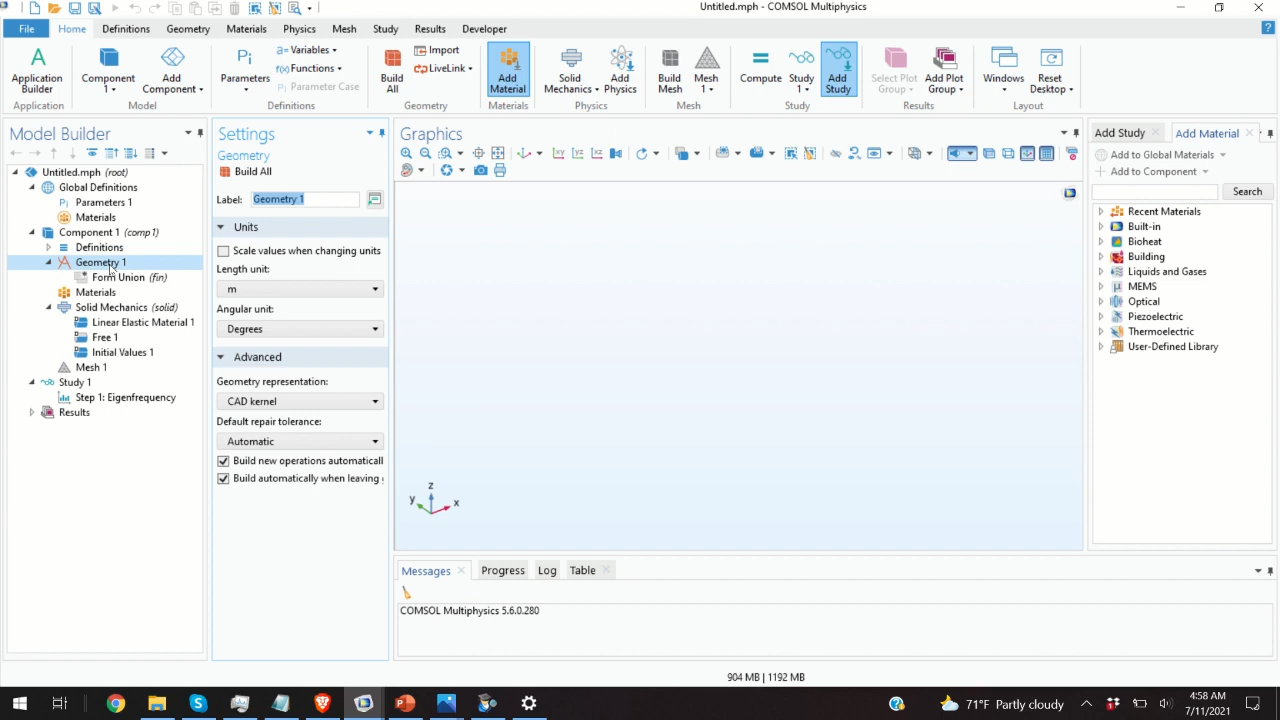 Untitled.mph - COMSOL Multiphysics
File Home Definitions Geometry Materials Physics Mesh Study Results Developer
Application Builder
Component 1
Add Component
Pi Parameters
a= Variables
f(x) Functions
Pi Parameter Case
Build All
Import
LiveLink
Add Material
Solid Mechanics
Add Physics
Build Mesh
Mesh 1
Compute
Study 1
Add Study
Select Plot Group
Add Plot Group
Windows
Reset Desktop
Application Model Definitions Geometry Materials Physics Mesh Study Results Layout
Model Builder
Untitled.mph (root)
Global Definitions
Pi Parameters 1
Materials
Component 1 (comp1)
Definitions
Geometry 1
Form Union (fin)
Materials
Solid Mechanics (solid)
Linear Elastic Material 1
Free 1
Initial Values 1
Mesh 1
Study 1
Step 1: Eigenfrequency
Results
Settings
Geometry
Build All
Label: Geometry 1
Units
Scale values when changing units
Length unit:
m
Angular unit:
Degrees
Advanced
Geometry representation:
CAD kernel
Default repair tolerance:
Automatic
Build new operations automaticall
Build automatically when leaving
Graphics
z
y
x
Messages Progress Log Table
COMSOL Multiphysics 5.6.0.280
Add Study Add Material
Add to Global Materials
Add to Component
Search
Recent Materials
Built-in
Bioheat
Building
Liquids and Gases
MEMS
Optical
Piezoelectric
Thermoelectric
User-Defined Library
904 MB | 1192 MB
71°F Partly cloudy
4:58 AM
7/11/2021